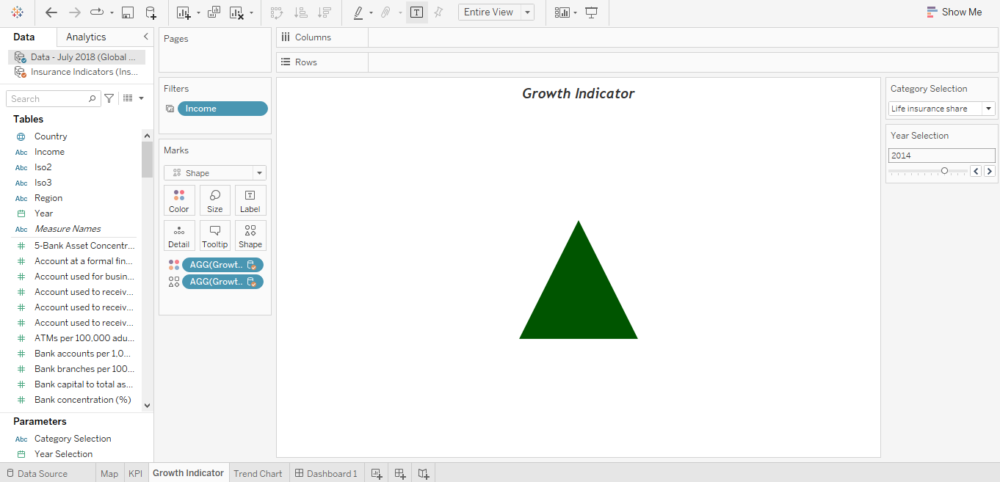 Entire View
Show Me
Data
Analytics
Data - July 2018 (Global ...
Insurance Indicators (Ins...
Search
Tables
Country
Abc Income
Abc Iso2
Abc Iso3
Abc Region
Year
Abc Measure Names
5-Bank Asset Concentr...
Account at a formal fin...
Account used for busin...
Account used to receiv...
Account used to receiv...
Account used to receiv...
ATMs per 100,000 adu...
Bank accounts per 1,0...
Bank branches per 100...
Bank capital to total as...
Bank concentration (%)
Parameters
Abc Category Selection
Year Selection
Pages
Filters
Income
Marks
Shape
Color
Size
Label
Detail
Tooltip
Shape
AGG(Growt..
AGG(Growt..
Columns
Rows
Growth Indicator
Category Selection
Life insurance share
Year Selection
2014
Data Source
Map
KPI
Growth Indicator
Trend Chart
Dashboard 1